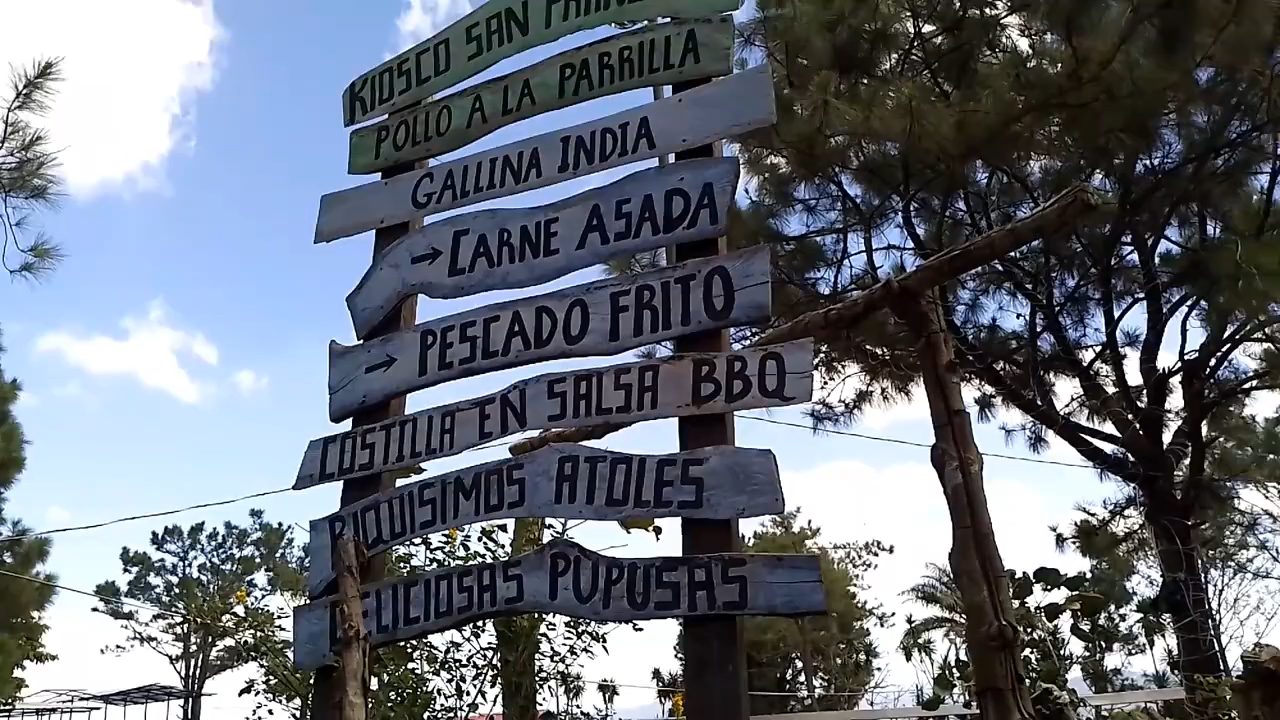 KIOSCO SAN
POLLO A LA PARRILLA
GALLINA INDIA
→ CARNE ASADA
→ PESCADO FRITO
COSTILLA EN SALSA BBQ
RIQUISIMOS ATOLES
DELICIOSAS PUPUSAS